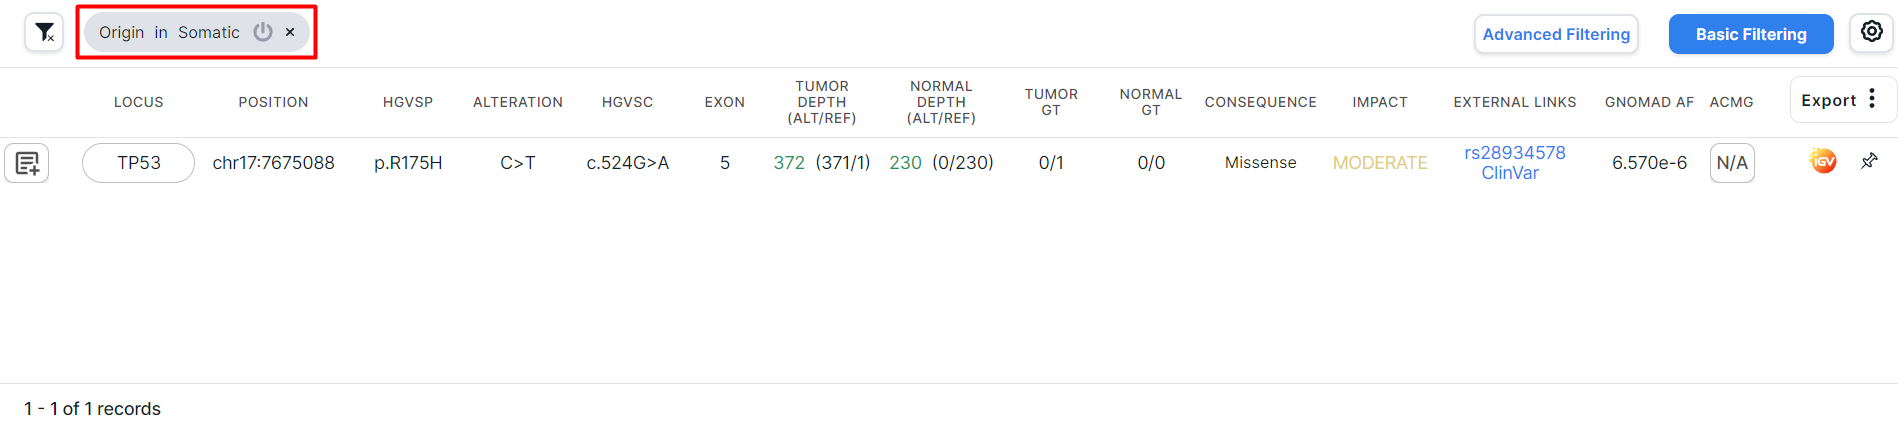 Origin in Somatic ×
Advanced Filtering
Basic Filtering
LOCUS
POSITION
HGVSP
ALTERATION
HGVSC
EXON
TUMOR
DEPTH
(ALT/REF)
NORMAL
DEPTH
(ALT/REF)
TUMOR
GT
NORMAL
GT
CONSEQUENCE
IMPACT
EXTERNAL LINKS
GNOMAD AF
ACMG
Export
TP53
chr17:7675088
p.R175H
C>T
c.524G>A
5
372 (371/1)
230 (0/230)
0/1
0/0
Missense
MODERATE
rs28934578
ClinVar
6.570e-6
N/A
IGV
1 - 1 of 1 records